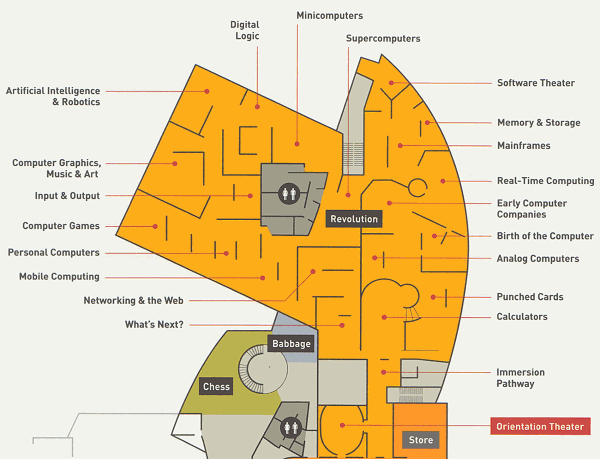 Minicomputers
Digital
Logic
Supercomputers
Artificial Intelligence
& Robotics
Software Theater
Memory & Storage
Mainframes
Computer Graphics,
Music & Art
Real-Time Computing
Input & Output
Early Computer
Companies
Revolution
Computer Games
Birth of the Computer
Personal Computers
Analog Computers
Mobile Computing
Networking & the Web
Punched Cards
What's Next?
Calculators
Babbage
Chess
Immersion
Pathway
Orientation Theater
Store